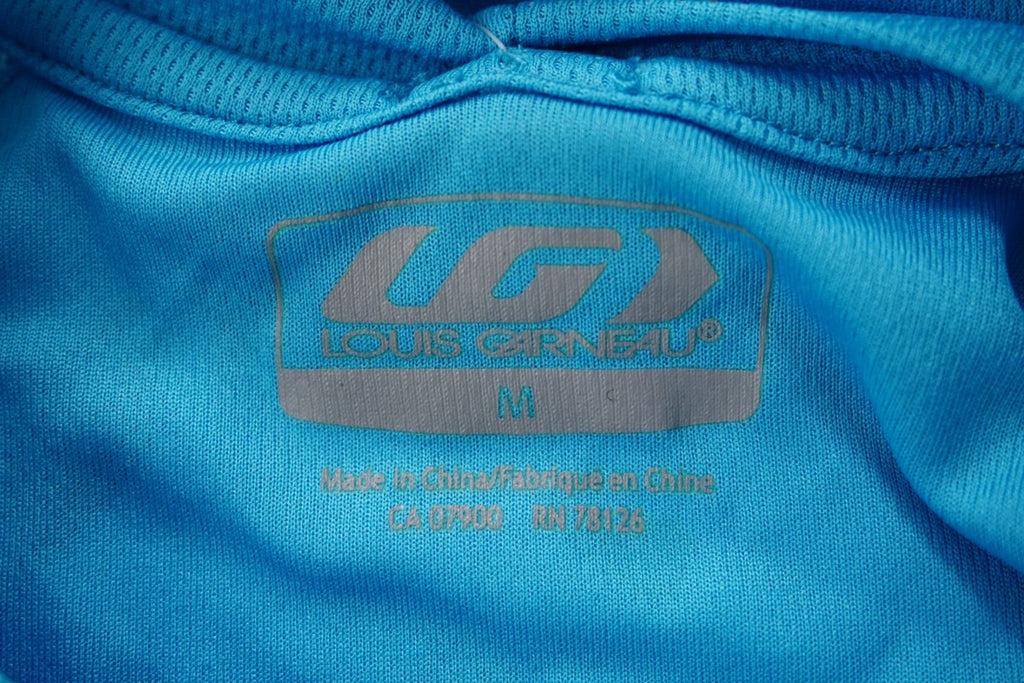 LG
LOUIS GARNEAU®
M
Made in China/Fabrique en Chine
CA 07900 RN 78126